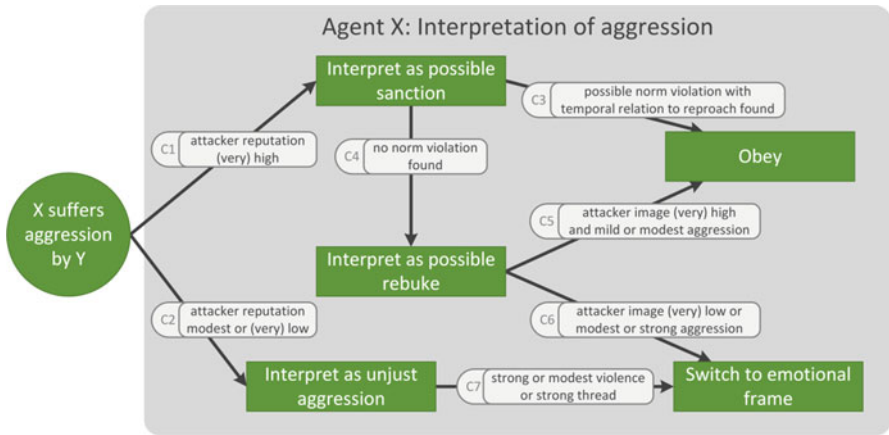 Agent X: Interpretation of aggression
Interpret as possible
sanction
C3
possible norm violation with
temporal relation to reproach found
C1
attacker reputation
(very) high
C4
no norm violation
found
Obey
X suffers
aggression
by Y
C5
attacker image (very) high
and mild or modest aggression
Interpret as possible
rebuke
C2
attacker reputation
modest or (very) low
C6
attacker image (very) low or
modest or strong aggression
Interpret as unjust
aggression
C7
strong or modest violence
or strong thread
Switch to emotional
frame